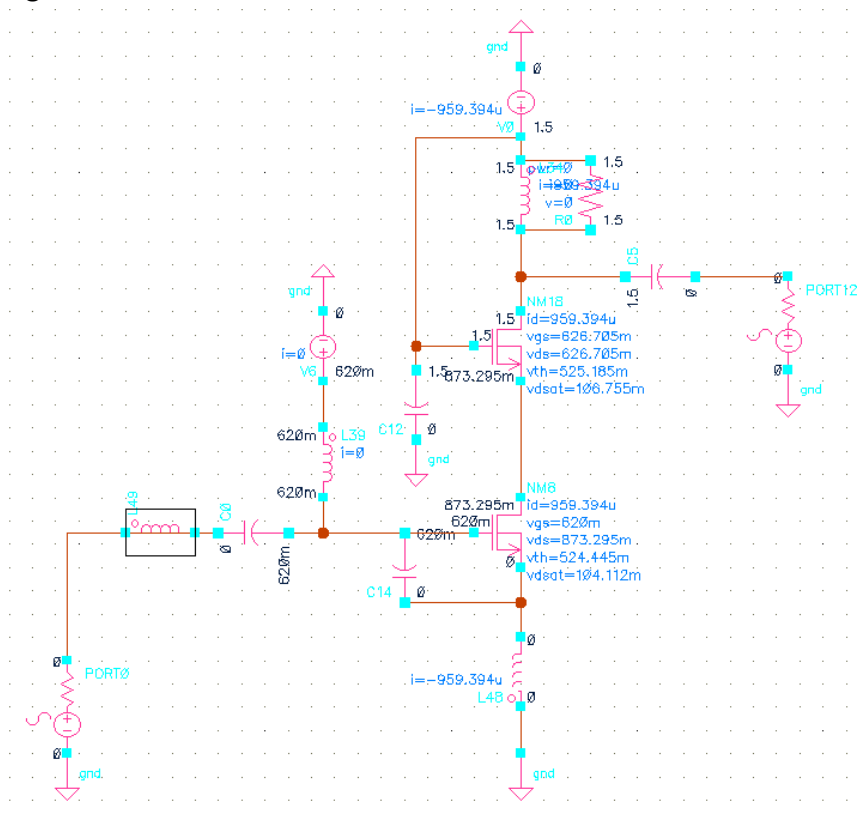 gnd
0
i=-959.394u
V0
1.5
1.5
1.5
i=959.394u
v=0
1.5
R0
1.5
C5
1.5
0
0
PORT12
0
gnd
gnd
0
i=0
V6
620m
NM18
1.5
id=959.394u
vgs=626.705m
vds=626.705m
vth=525.185m
vdsat=106.755m
1.5
1.5
873.295m
C12
0
gnd
620m
L39
i=0
620m
NM8
873.295m
id=959.394u
620m
vgs=620m
vds=873.295m
vth=524.445m
vdsat=104.112m
0
620m
L49
C0
0
620m
C14
0
0
i=-959.394u
L48
0
gnd
0
PORT0
0
gnd